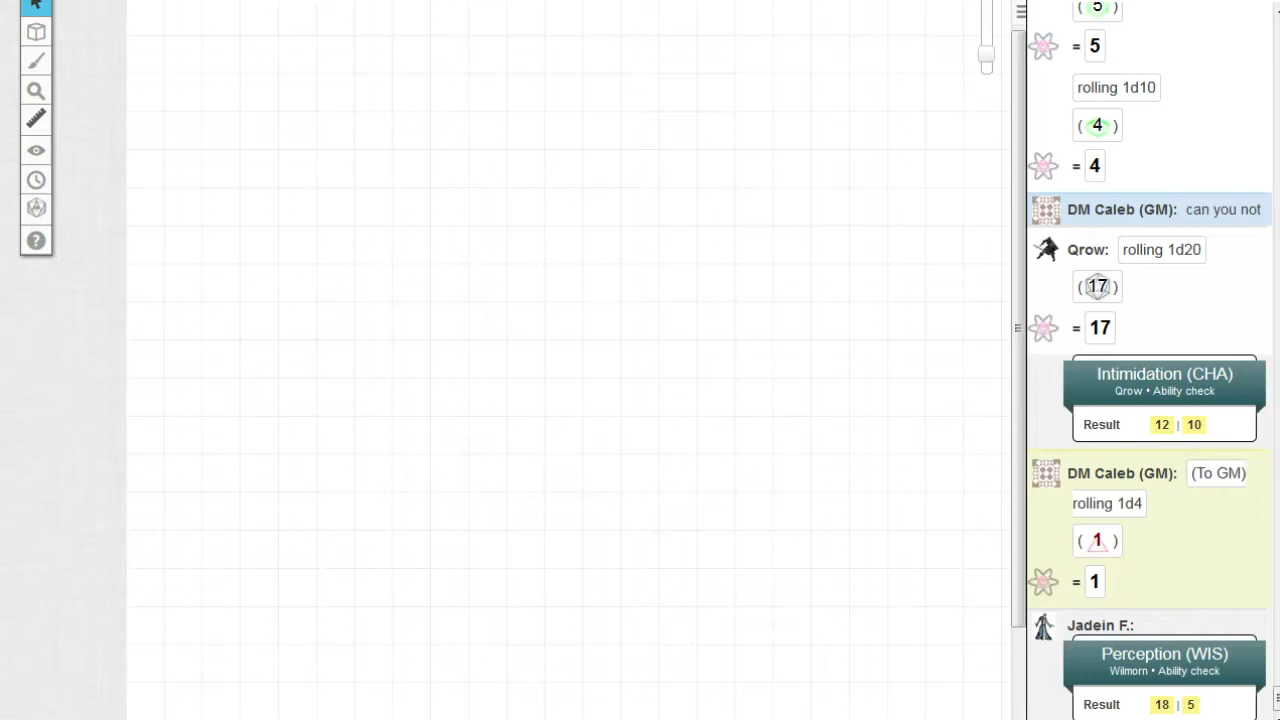 ( 5 )
= 5
rolling 1d10
( 4 )
= 4
DM Caleb (GM): can you not
Qrow: rolling 1d20
( 17 )
= 17
Intimidation (CHA)
Qrow • Ability check
Result 12 | 10
DM Caleb (GM): (To GM)
rolling 1d4
( 1 )
= 1
Jadein F.:
Perception (WIS)
Wilmorn • Ability check
Result 18 | 5